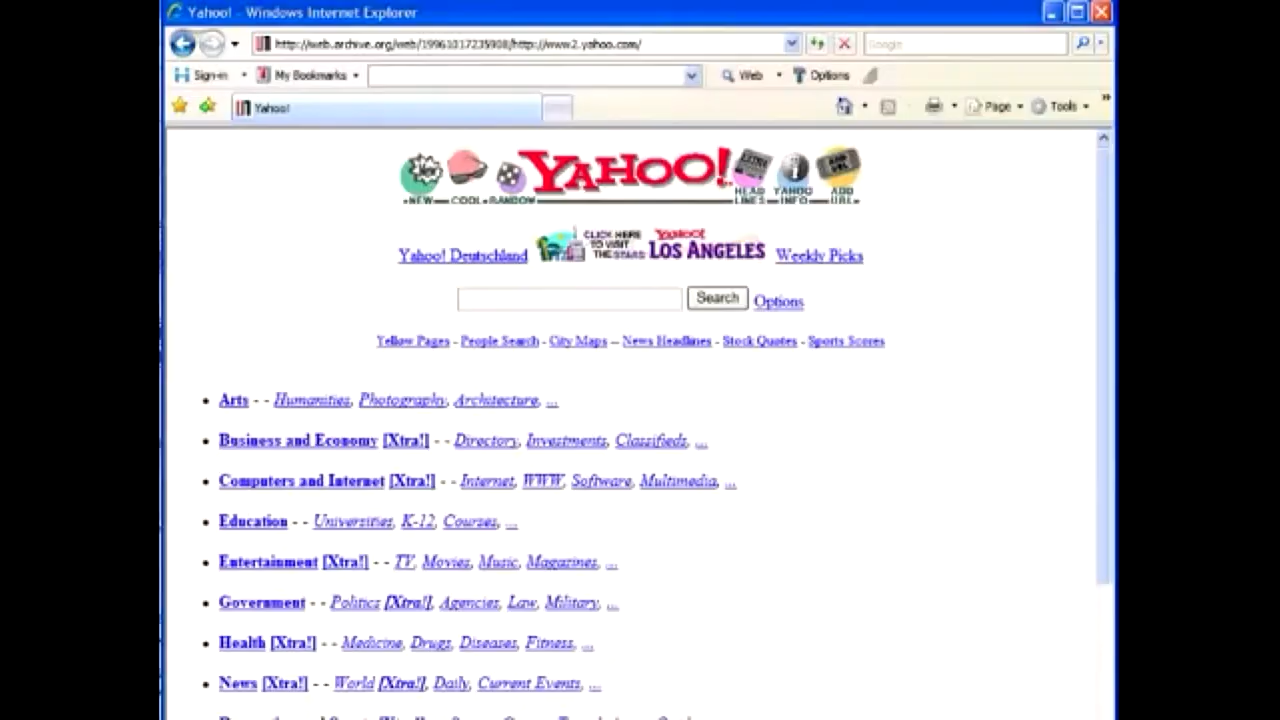 Yahoo! - Windows Internet Explorer
http://web.archive.org/web/19961017235908/http://www2.yahoo.com/
Google
Sign-in My Bookmarks Web Options
Yahoo! Page Tools
NEW COOL RANDOM YAHOO! HEAD LINES YAHOO INFO ADD URL
Yahoo! Deutschland CLICK HERE TO VISIT THE STARS YAHOO! LOS ANGELES Weekly Picks
Search Options
Yellow Pages - People Search - City Maps -- News Headlines - Stock Quotes - Sports Scores
• Arts - - Humanities, Photography, Architecture, ...
• Business and Economy [Xtra!] - - Directory, Investments, Classifieds, ...
• Computers and Internet [Xtra!] - - Internet, WWW, Software, Multimedia, ...
• Education - - Universities, K-12, Courses, ...
• Entertainment [Xtra!] - - TV, Movies, Music, Magazines, ...
• Government - - Politics [Xtra!], Agencies, Law, Military, ...
• Health [Xtra!] - - Medicine, Drugs, Diseases, Fitness, ...
• News [Xtra!] - - World [Xtra!], Daily, Current Events, ...